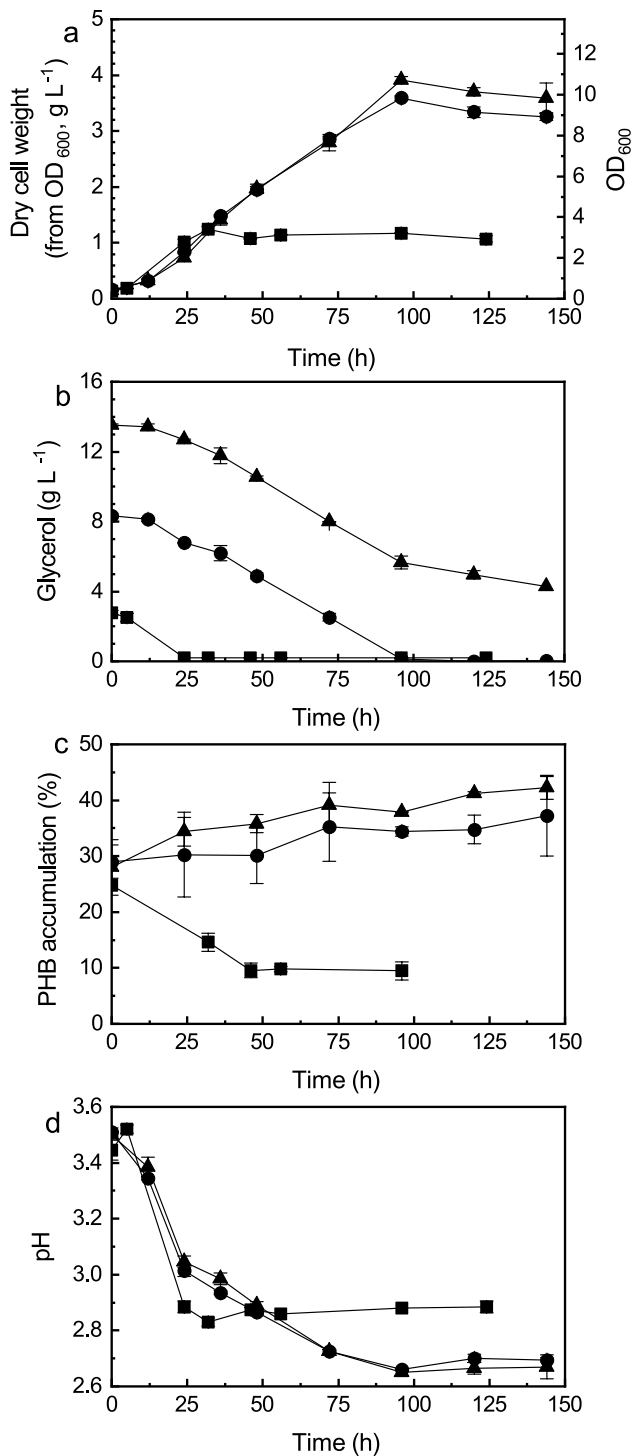 a
5
4
3
2
1
0
Dry cell weight
(from OD600, g L-1)
12
10
8
6
4
2
0
OD600
0 25 50 75 100 125 150
Time (h)
b
16
12
8
4
0
Glycerol (g L -1)
0 25 50 75 100 125 150
Time (h)
c
50
40
30
20
10
0
PHB accumulation (%)
0 25 50 75 100 125 150
Time (h)
d
3.6
3.4
3.2
3.0
2.8
2.6
pH
0 25 50 75 100 125 150
Time (h)